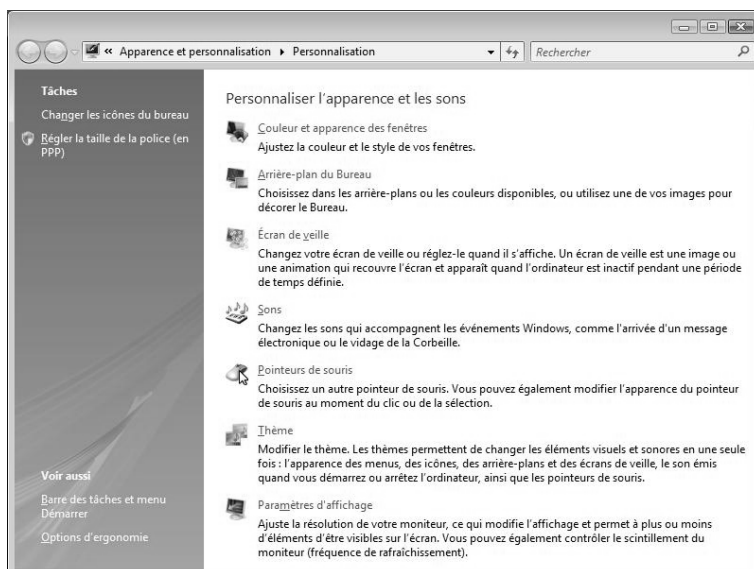 « Apparence et personnalisation ▸ Personnalisation
Rechercher
Tâches
Changer les icônes du bureau
Régler la taille de la police (en
PPP)
Voir aussi
Barre des tâches et menu
Démarrer
Options d'ergonomie
Personnaliser l'apparence et les sons
Couleur et apparence des fenêtres
Ajustez la couleur et le style de vos fenêtres.
Arrière-plan du Bureau
Choisissez dans les arrière-plans ou les couleurs disponibles, ou utilisez une de vos images pour
décorer le Bureau.
Écran de veille
Changez votre écran de veille ou réglez-le quand il s'affiche. Un écran de veille est une image ou
une animation qui recouvre l'écran et apparaît quand l'ordinateur est inactif pendant une période
de temps définie.
Sons
Changez les sons qui accompagnent les événements Windows, comme l'arrivée d'un message
électronique ou le vidage de la Corbeille.
Pointeurs de souris
Choisissez un autre pointeur de souris. Vous pouvez également modifier l'apparence du pointeur
de souris au moment du clic ou de la sélection.
Thème
Modifier le thème. Les thèmes permettent de changer les éléments visuels et sonores en une seule
fois : l'apparence des menus, des icônes, des arrière-plans et des écrans de veille, le son émis
quand vous démarrez ou arrêtez l'ordinateur, ainsi que les pointeurs de souris.
Paramètres d'affichage
Ajuste la résolution de votre moniteur, ce qui modifie l'affichage et permet à plus ou moins
d'éléments d'être visibles sur l'écran. Vous pouvez également contrôler le scintillement du
moniteur (fréquence de rafraîchissement).